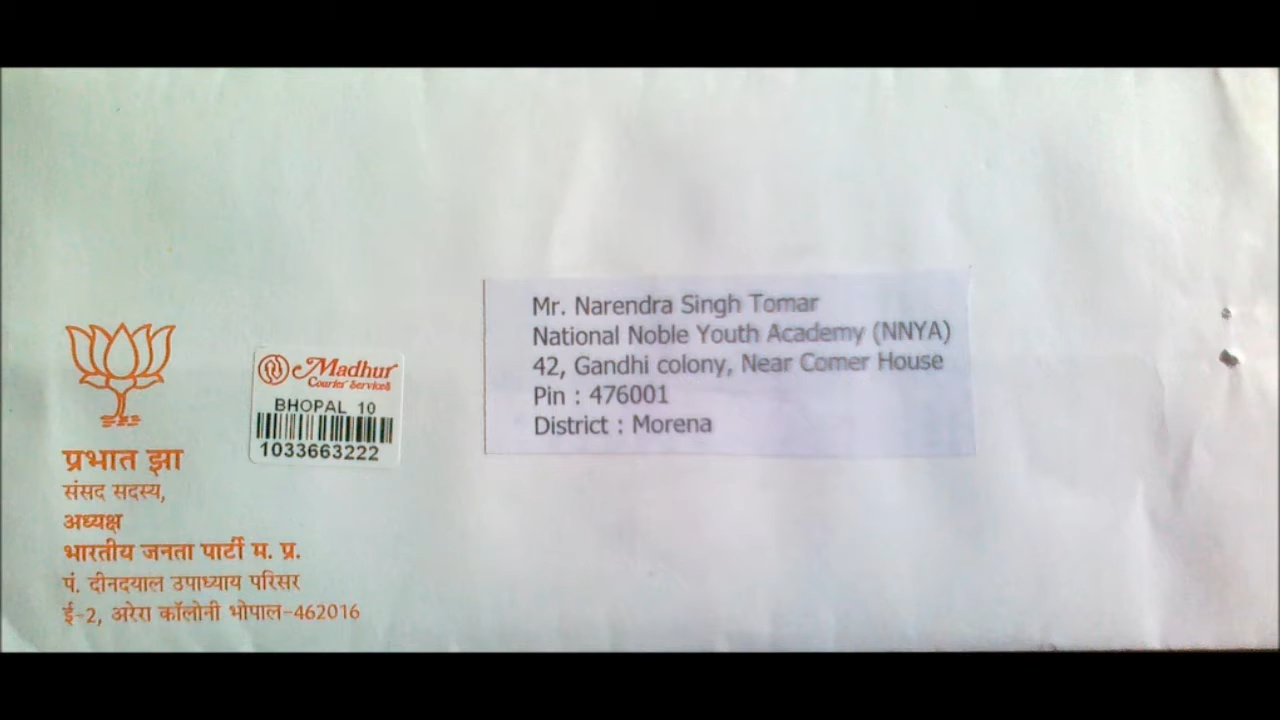 Mr. Narendra Singh Tomar
National Noble Youth Academy (NNYA)
42, Gandhi colony, Near Comer House
Pin : 476001
District : Morena
Madhur
Courier Services
BHOPAL 10
1033663222
प्रभात झा
संसद सदस्य,
अध्यक्ष
भारतीय जनता पार्टी म. प्र.
पं. दीनदयाल उपाध्याय परिसर
ई-2, अरेरा कॉलोनी भोपाल-462016